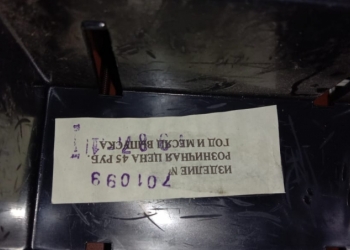 ИЗДЕЛИЕ №
РОЗНИЧНАЯ ЦЕНА 45 РУБ.
ГОД И МЕСЯЦ ВЫПУСКА